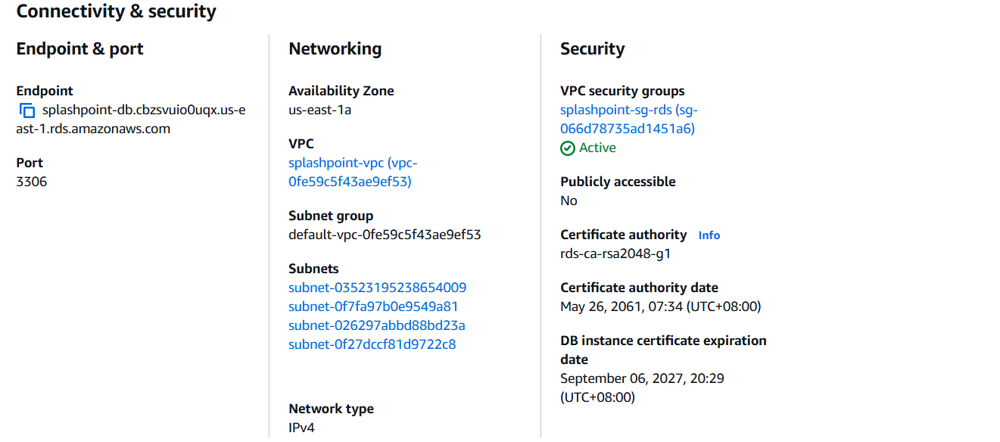 Connectivity & security
Endpoint & port
Endpoint
splashpoint-db.cbzsvuio0uqx.us-e
ast-1.rds.amazonaws.com
Port
3306
Networking
Availability Zone
us-east-1a
VPC
splashpoint-vpc (vpc-
0fe59c5f43ae9ef53)
Subnet group
default-vpc-0fe59c5f43ae9ef53
Subnets
subnet-03523195238654009
subnet-0f7fa97b0e9549a81
subnet-026297abbd88bd23a
subnet-0f27dccf81d9722c8
Network type
IPv4
Security
VPC security groups
splashpoint-sg-rds (sg-
066d78735ad1451a6)
Active
Publicly accessible
No
Certificate authority Info
rds-ca-rsa2048-g1
Certificate authority date
May 26, 2061, 07:34 (UTC+08:00)
DB instance certificate expiration
date
September 06, 2027, 20:29
(UTC+08:00)